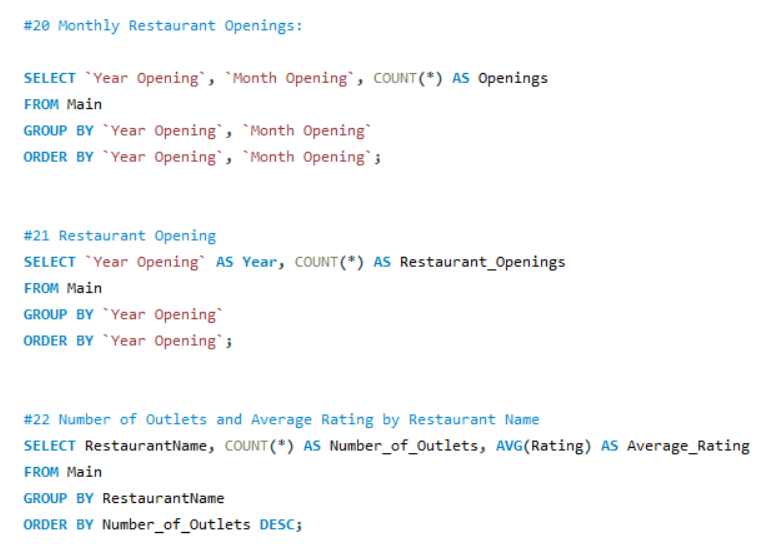 #20 Monthly Restaurant Openings:
SELECT `Year Opening`, `Month Opening`, COUNT(*) AS Openings
FROM Main
GROUP BY `Year Opening`, `Month Opening`
ORDER BY `Year Opening`, `Month Opening`;
#21 Restaurant Opening
SELECT `Year Opening` AS Year, COUNT(*) AS Restaurant_Openings
FROM Main
GROUP BY `Year Opening`
ORDER BY `Year Opening`;
#22 Number of Outlets and Average Rating by Restaurant Name
SELECT RestaurantName, COUNT(*) AS Number_of_Outlets, AVG(Rating) AS Average_Rating
FROM Main
GROUP BY RestaurantName
ORDER BY Number_of_Outlets DESC;